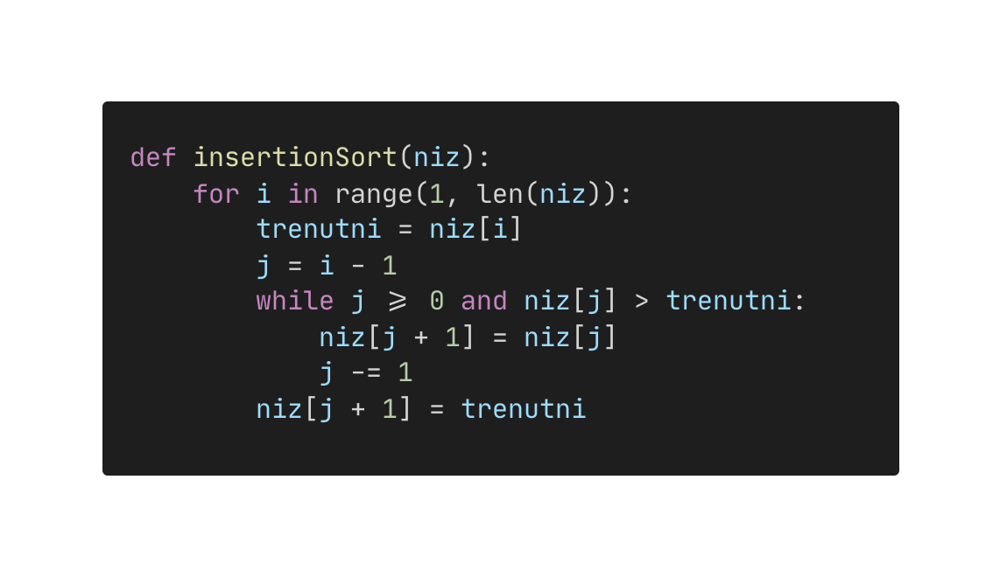 def insertionSort(niz):
    for i in range(1, len(niz)):
        trenutni = niz[i]
        j = i - 1
        while j >= 0 and niz[j] > trenutni:
            niz[j + 1] = niz[j]
            j -= 1
        niz[j + 1] = trenutni